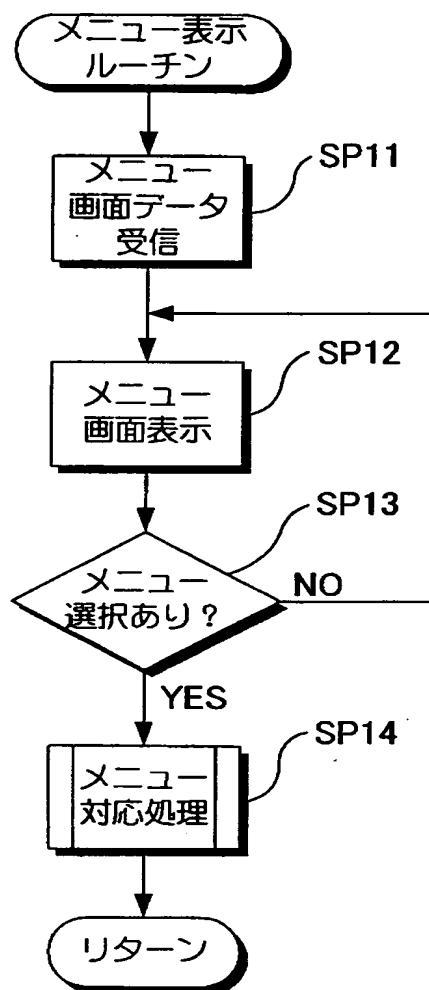 メニュー表示
ルーチン
SP11
メニュー
画面データ
受信
SP12
メニュー
画面表示
SP13
メニュー
選択あり?
NO
YES
SP14
メニュー
対応処理
リターン